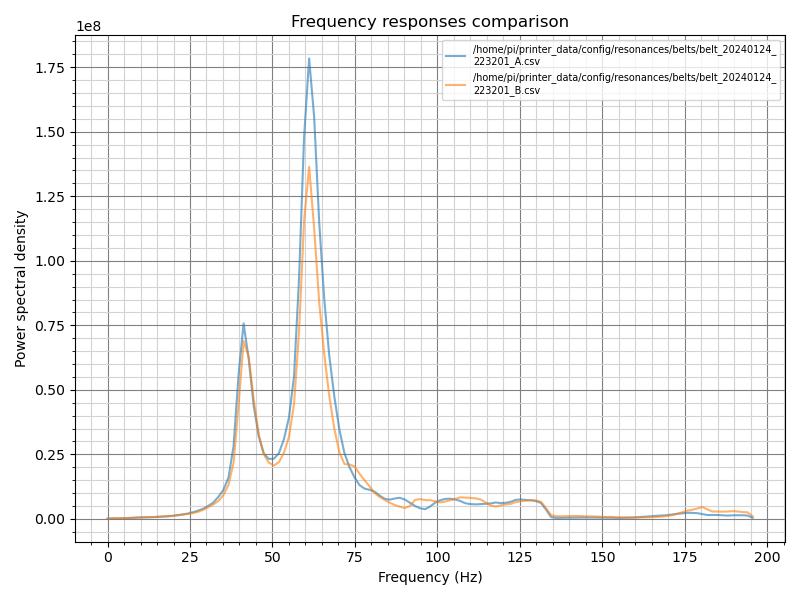 Frequency responses comparison
1e8
/home/pi/printer_data/config/resonances/belts/belt_20240124_
223201_A.csv
/home/pi/printer_data/config/resonances/belts/belt_20240124_
223201_B.csv
1.75
1.50
1.25
1.00
0.75
0.50
0.25
0.00
Power spectral density
0 25 50 75 100 125 150 175 200
Frequency (Hz)